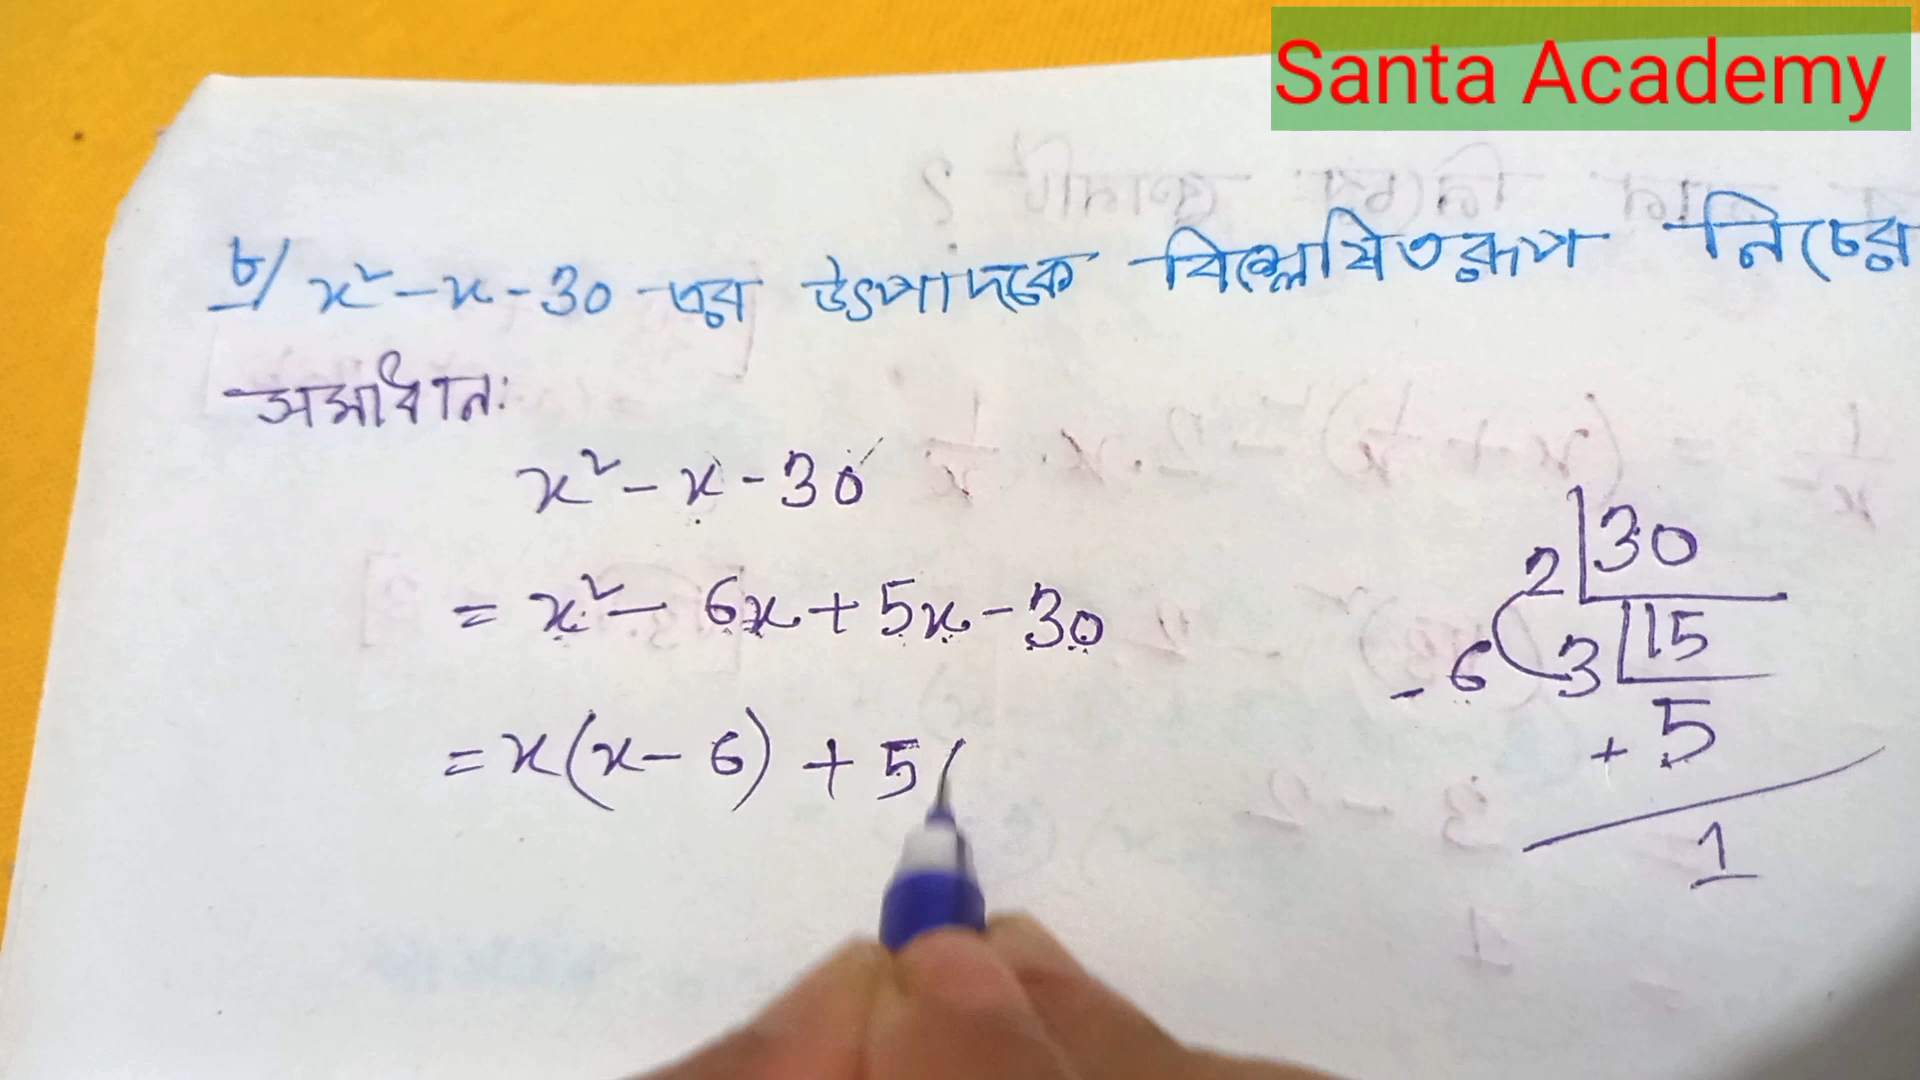 Santa Academy
৮/ x² - x - 30 এর উৎপাদকে বিশ্লেষিতরূপ নিচের
সমাধান:
x² - x - 30
= x² - 6x + 5x - 30
= x(x - 6) + 5(
2 30
3 15
- 6
+ 5
1